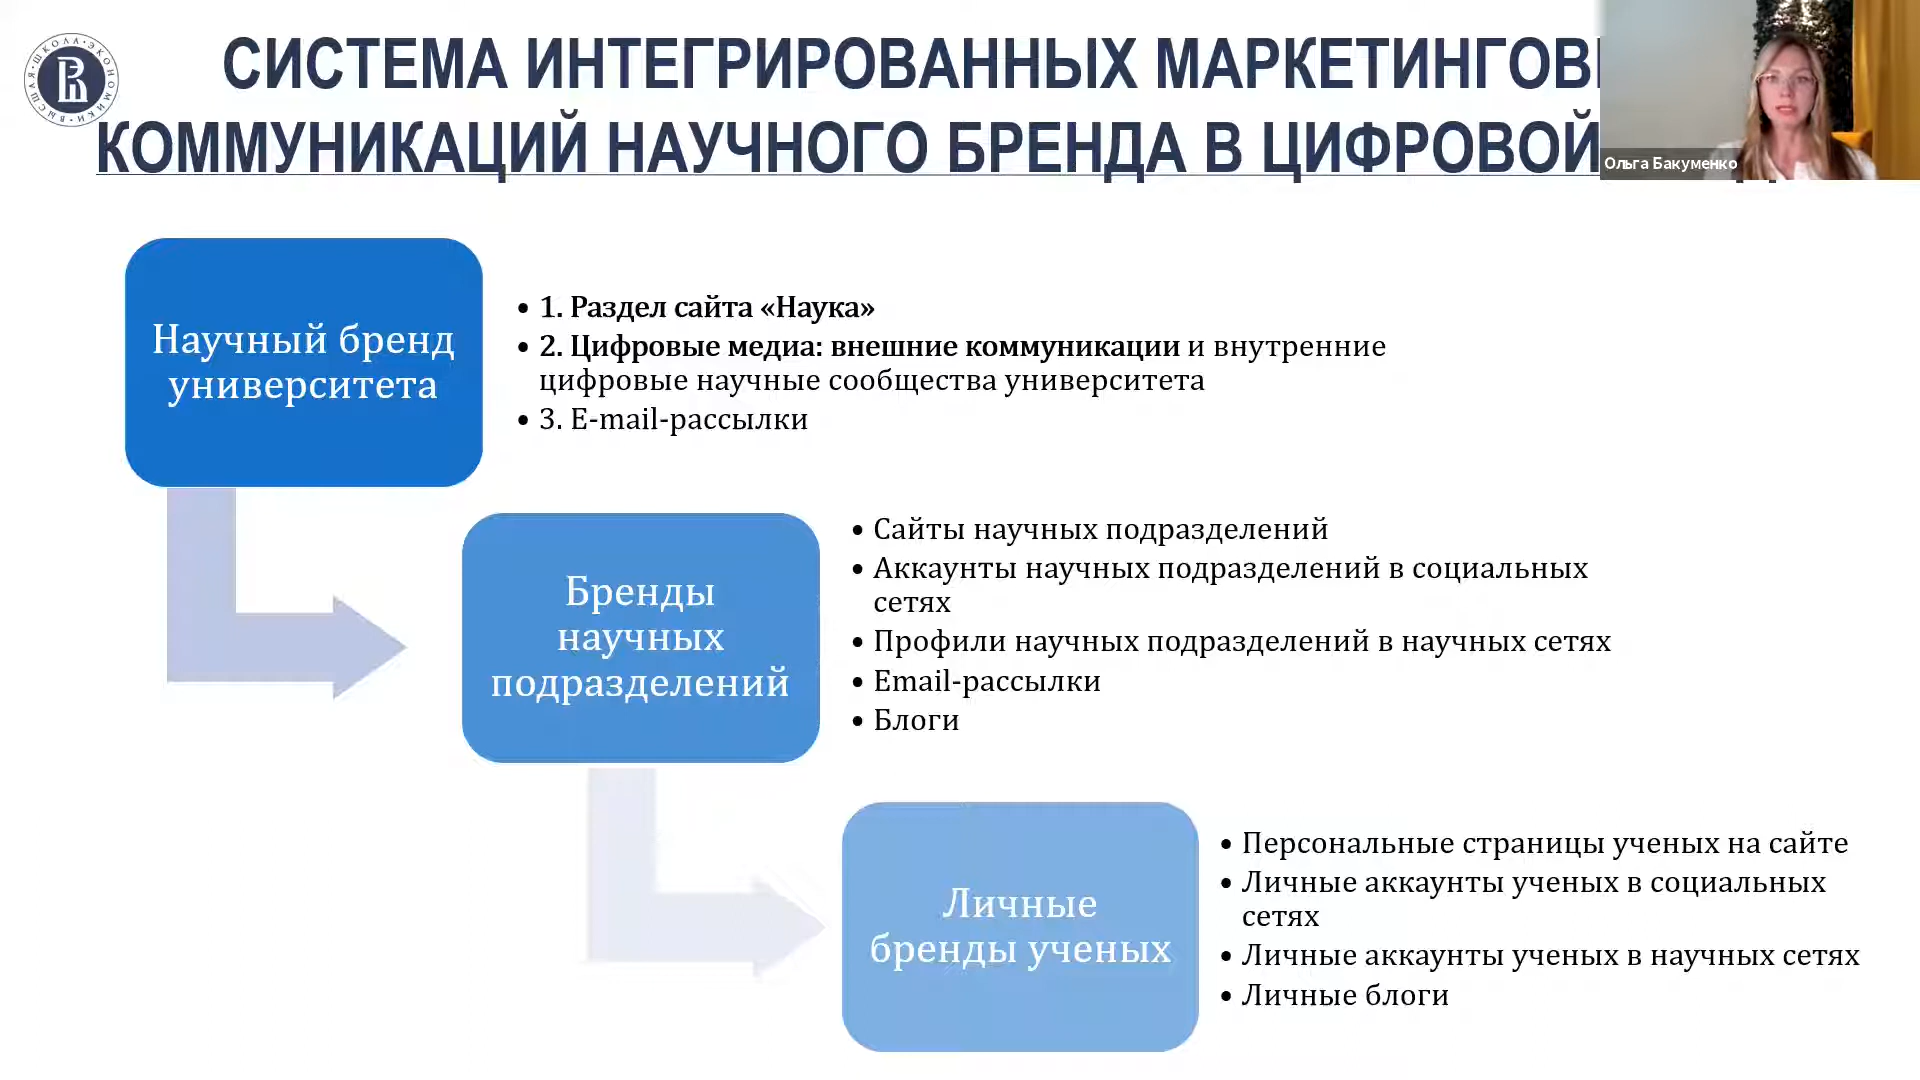 СИСТЕМА ИНТЕГРИРОВАННЫХ
КОММУНИКАЦИЙ НАУЧНОГО БРЕНДА В ЦИФРОВОЙ
ВЫСШАЯ ШКОЛА ЭКОНОМИКИ
Ольга Бакуменко
Научный бренд
университета
• 1. Раздел сайта «Наука»
• 2. Цифровые медиа: внешние коммуникации и внутренние
цифровые научные сообщества университета
• 3. E-mail-рассылки
Бренды
научных
подразделений
• Сайты научных подразделений
• Аккаунты научных подразделений в социальных
сетях
• Профили научных подразделений в научных сетях
• Email-рассылки
• Блоги
Личные
бренды ученых
• Персональные страницы ученых на сайте
• Личные аккаунты ученых в социальных
сетях
• Личные аккаунты ученых в научных сетях
• Личные блоги